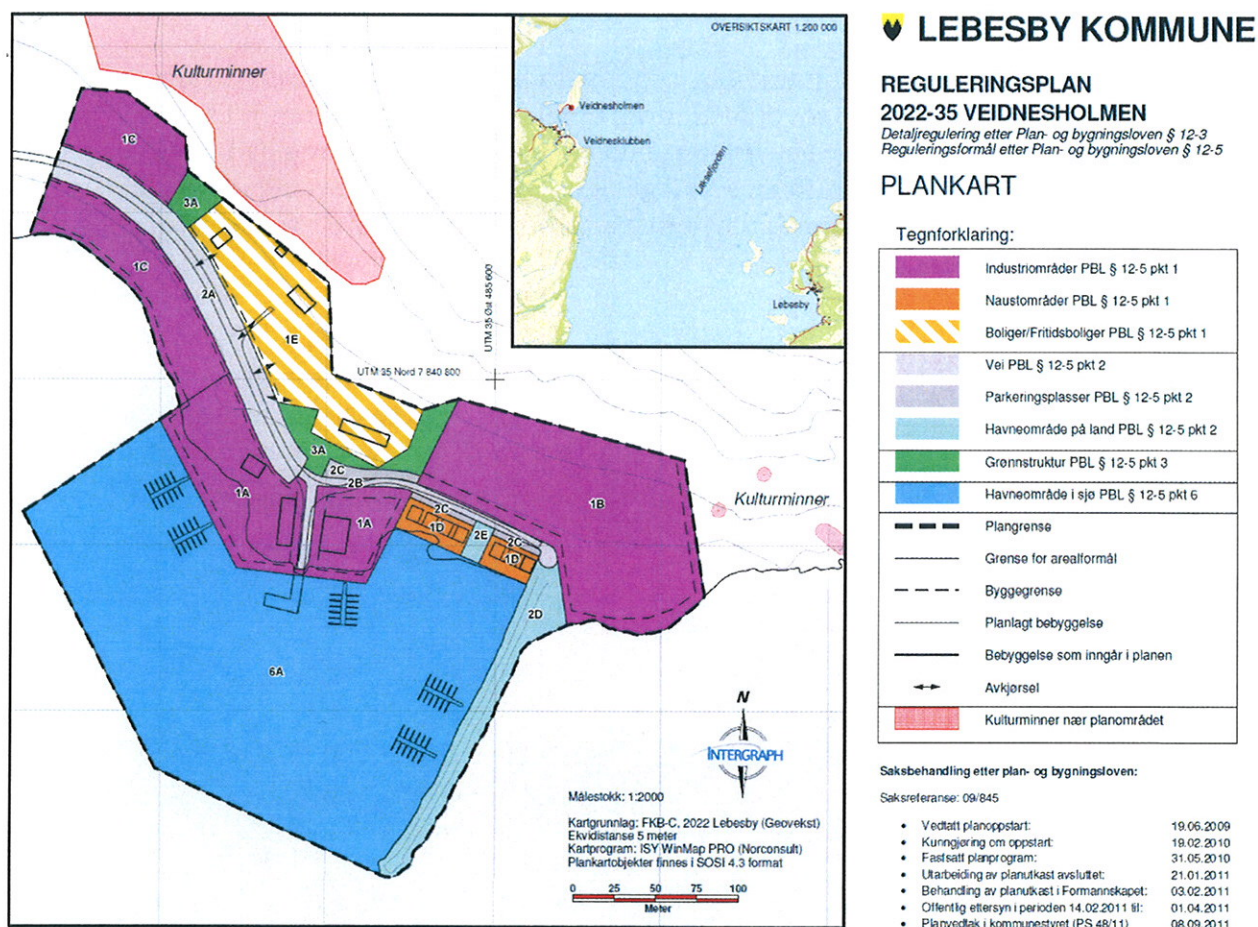 Kulturminner
OVERSIKTSKART 1:200 000
Veidnesholmen
Veidnesklubben
Laksefjorden
Lebesby
1C
3A
1C
2A
1E
UTM 35 Øst 485 600
UTM 35 Nord 7 840 800
3A
2C
2B
1A
1A
2C
1D
2E
2C
1D
1B
Kulturminner
2D
6A
N
INTERGRAPH
Målestokk: 1:2000
Kartgrunnlag: FKB-C, 2022 Lebesby (Geovekst)
Ekvidistanse 5 meter
Kartprogram: ISY WinMap PRO (Norconsult)
Plankartobjekter finnes i SOSI 4.3 format
0 25 50 75 100
Meter
LEBESBY KOMMUNE
REGULERINGSPLAN
2022-35 VEIDNESHOLMEN
Detaljregulering etter Plan- og bygningsloven § 12-3
Reguleringsformål etter Plan- og bygningsloven § 12-5
PLANKART
Tegnforklaring:
Industriområder PBL § 12-5 pkt 1
Naustområder PBL § 12-5 pkt 1
Boliger/Fritidsboliger PBL § 12-5 pkt 1
Vei PBL § 12-5 pkt 2
Parkeringsplasser PBL § 12-5 pkt 2
Havneområde på land PBL § 12-5 pkt 2
Grønnstruktur PBL § 12-5 pkt 3
Havneområde i sjø PBL § 12-5 pkt 6
Plangrense
Grense for arealformål
Byggegrense
Planlagt bebyggelse
Bebyggelse som inngår i planen
Avkjørsel
Kulturminner nær planområdet
Saksbehandling etter plan- og bygningsloven:
Saksreferanse: 09/845
• Vedtatt planoppstart: 19.06.2009
• Kunngjøring om oppstart: 19.02.2010
• Fastsatt planprogram: 31.05.2010
• Utarbeiding av planutkast avsluttet: 21.01.2011
• Behandling av planutkast i Formannskapet: 03.02.2011
• Offentlig ettersyn i perioden 14.02.2011 til: 01.04.2011
• Planvedtak i kommunestyret (PS 48/11) 08.09.2011